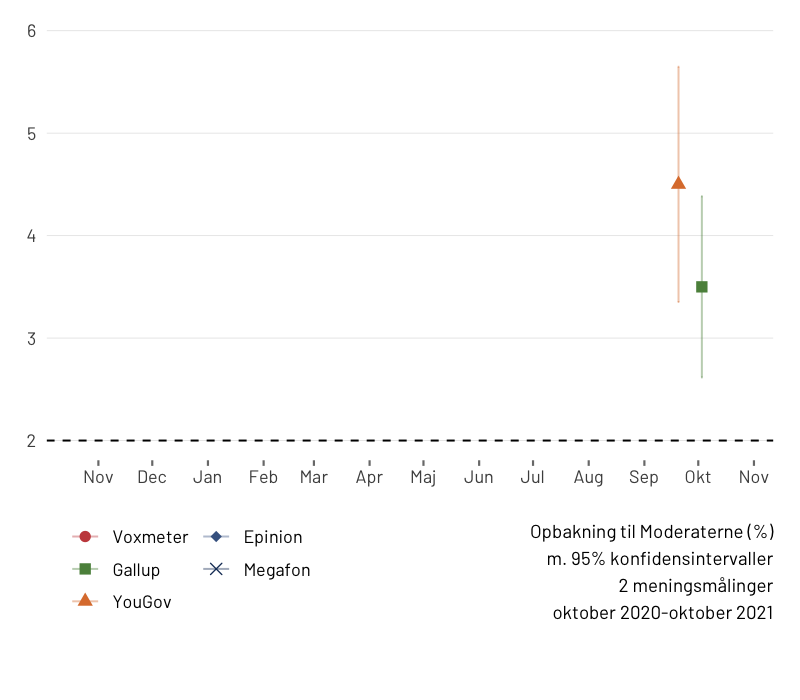 6
5
4
3
2
Nov Dec Jan Feb Mar Apr Maj Jun Jul Aug Sep Okt Nov
Voxmeter Epinion
Gallup Megafon
YouGov
Opbakning til Moderaterne (%)
m. 95% konfidensintervaller
2 meningsmålinger
oktober 2020-oktober 2021